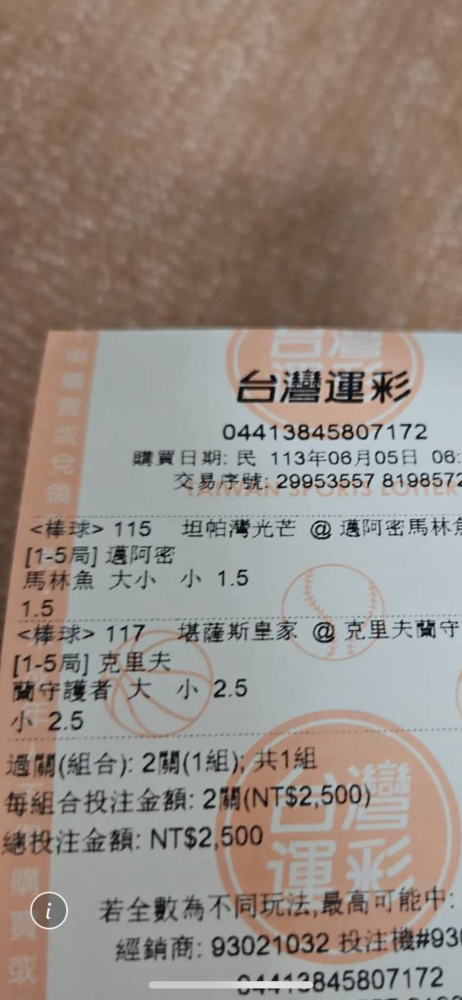 台灣運彩
04413845807172
購買日期: 民 113年06月05日 06:
交易序號: 29953557 8198572
TAIWAN SPORTS LOTTERY
<棒球> 115 坦帕灣光芒 @ 邁阿密馬林魚
[1-5局] 邁阿密
馬林魚 大小 小 1.5
1.5
<棒球> 117 堪薩斯皇家 @ 克里夫蘭守
[1-5局] 克里夫
蘭守護者 大 小 2.5
小 2.5
過關(組合): 2關(1組); 共1組
每組合投注金額: 2關(NT$2,500)
總投注金額: NT$2,500
台灣
運彩
若全數為不同玩法,最高可能中:
經銷商: 93021032 投注機#930
04413845807172